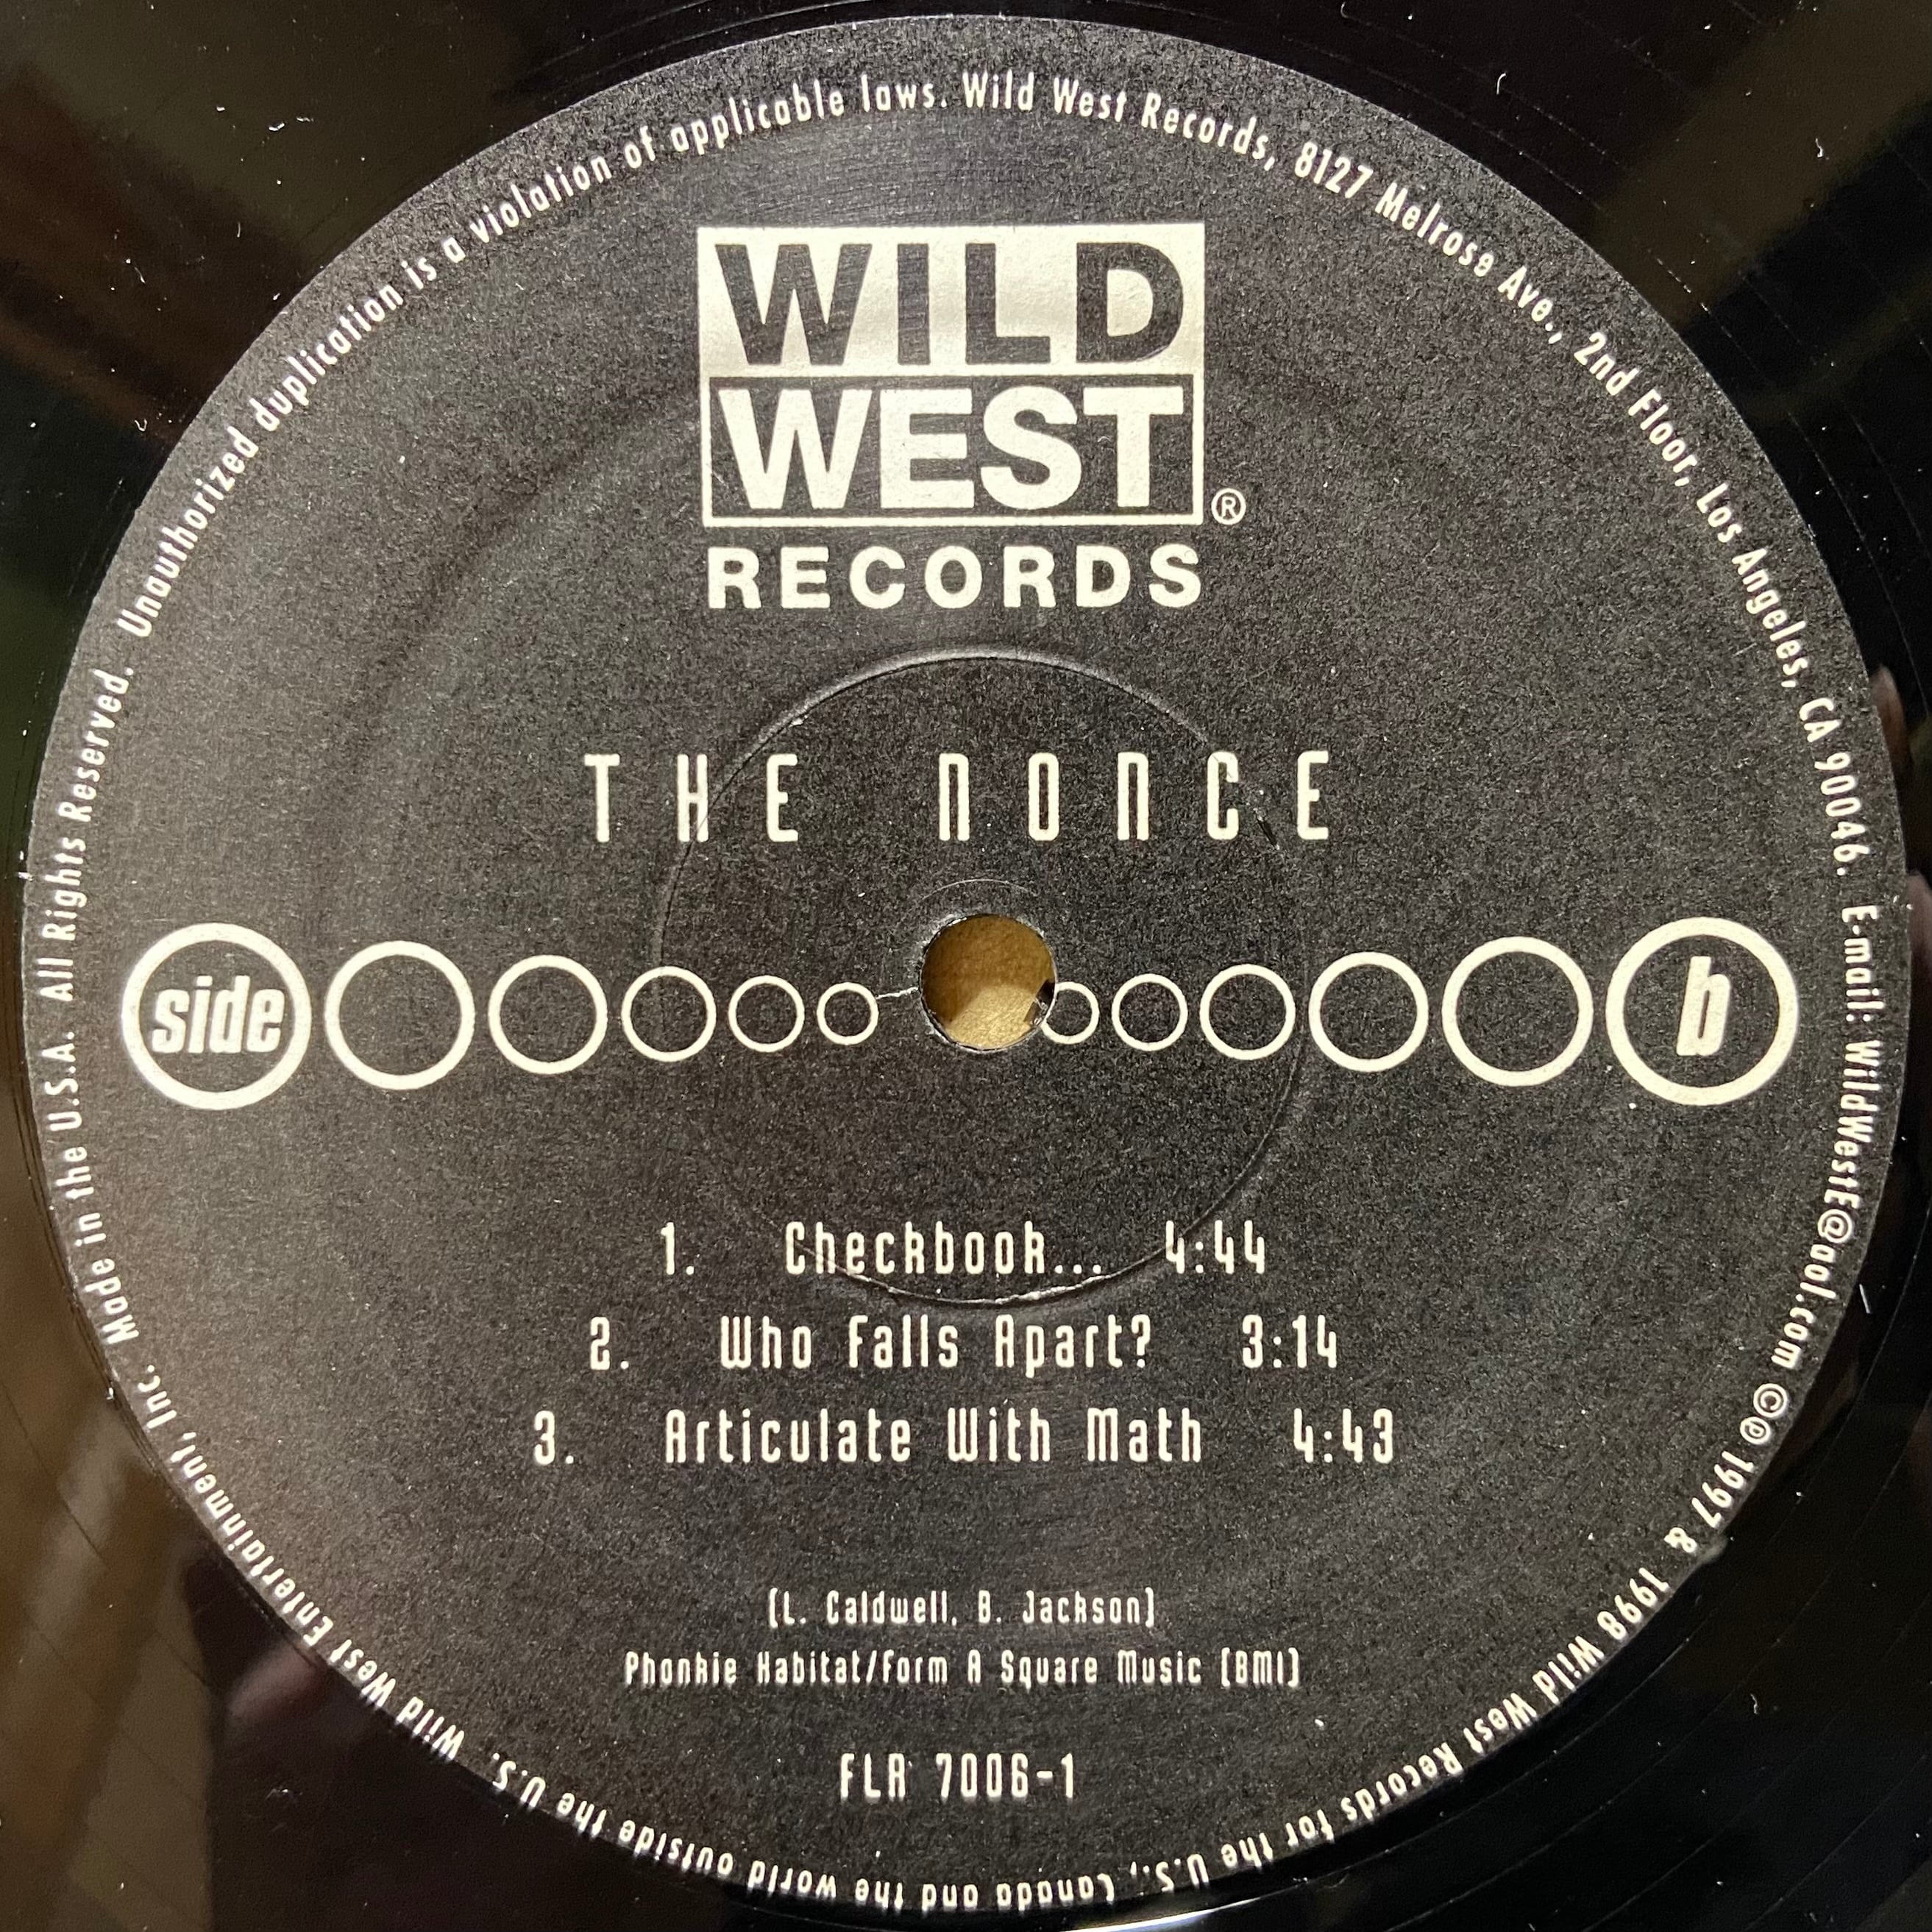 WILD
WEST®
RECORDS
THE NONCE
side
b
1. Checkbook... 4:44
2. Who Falls Apart? 3:14
3. Articulate With Math 4:43
(L. Caldwell, B. Jackson)
Phonkie Habitat/Form A Square Music (BMI)
FLR 7006-1
Made in the U.S.A. All Rights Reserved. Unauthorized duplication is a violation of applicable laws. Wild West Records, 8127 Melrose Ave., 2nd Floor, Los Angeles, CA 90046. E-mail: WildWestE@aol.com ©℗ 1997 & 1998 Wild West Records for the U.S., Canada and the world outside the U.S. Wild West Entertainment, Inc.